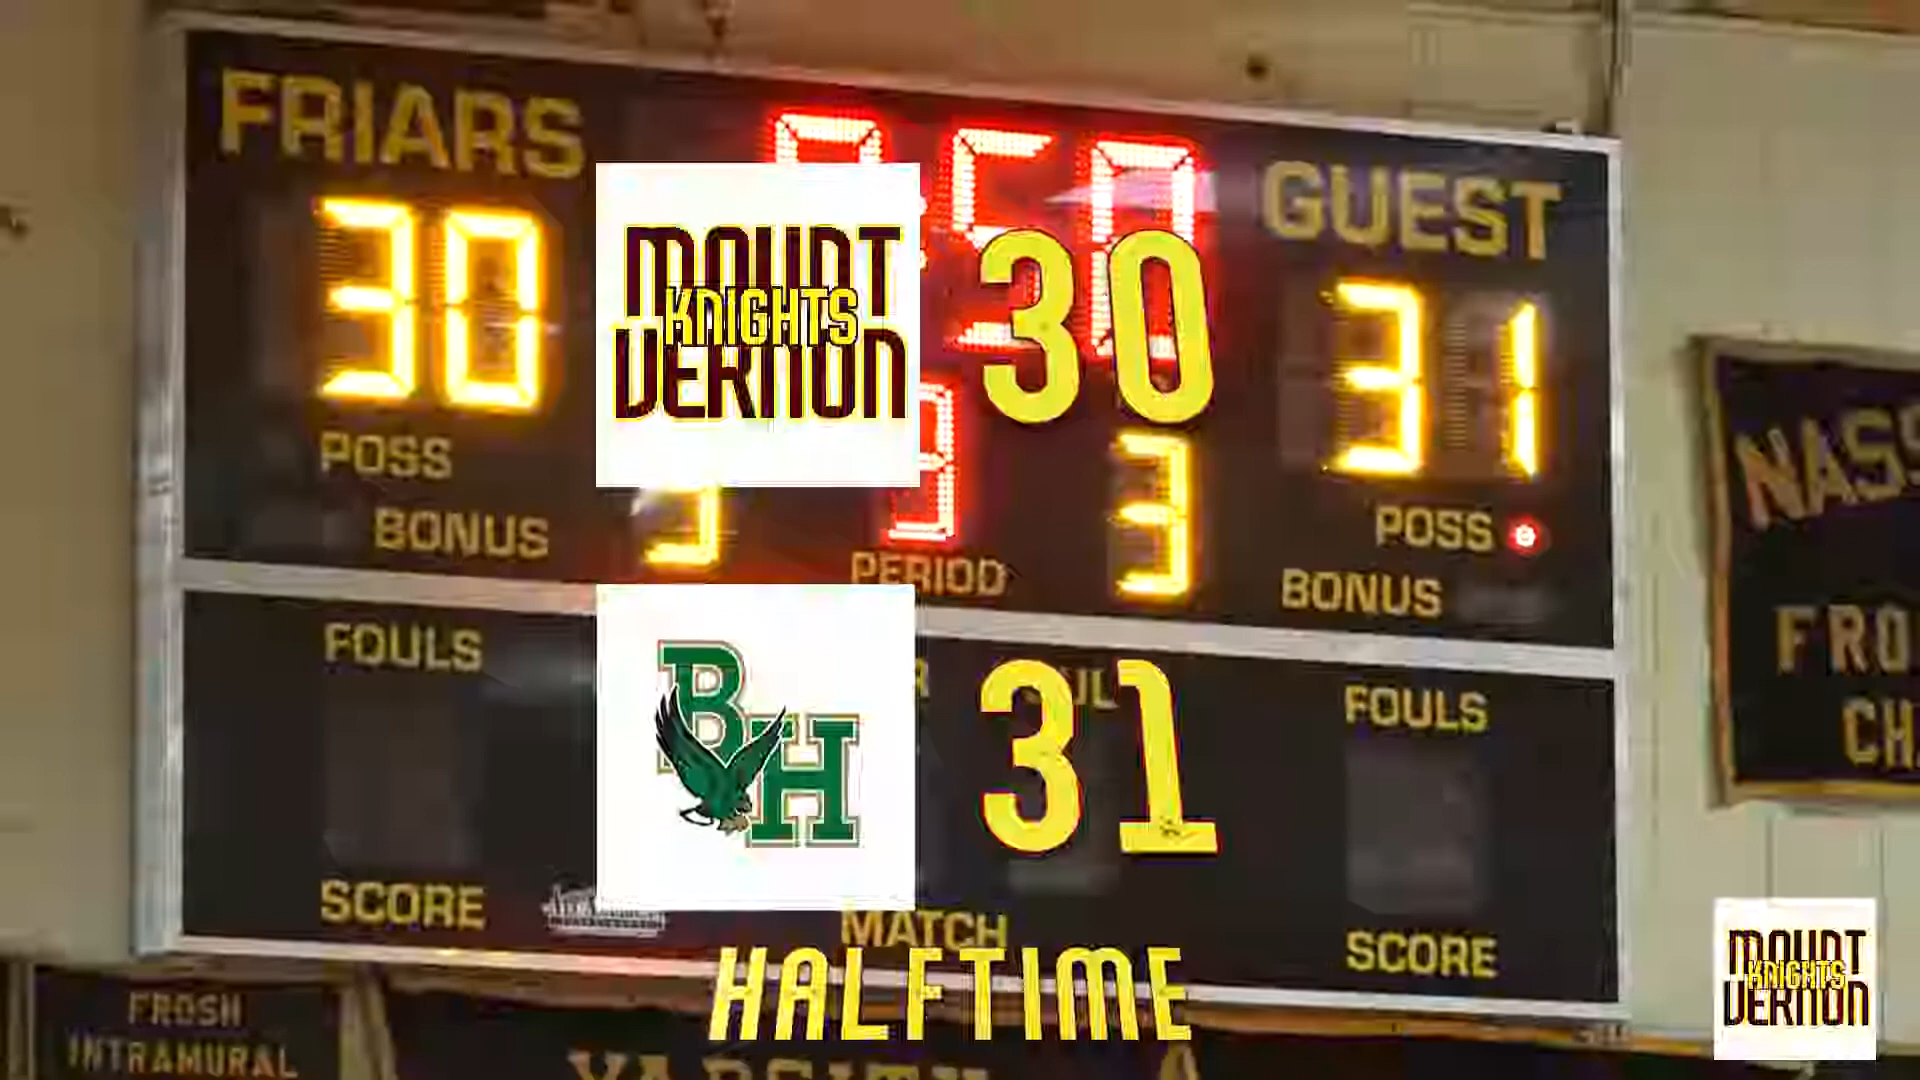 FRIARS
GUEST
30
31
MOUNT
KNIGHTS
VERNON
30
POSS
BONUS
PERIOD
3
POSS
BONUS
FOULS
BH
31
FOULS
SCORE
MATCH
SCORE
HALFTIME
FROSH
INTRAMURAL
VARSITY
MOUNT
KNIGHTS
VERNON